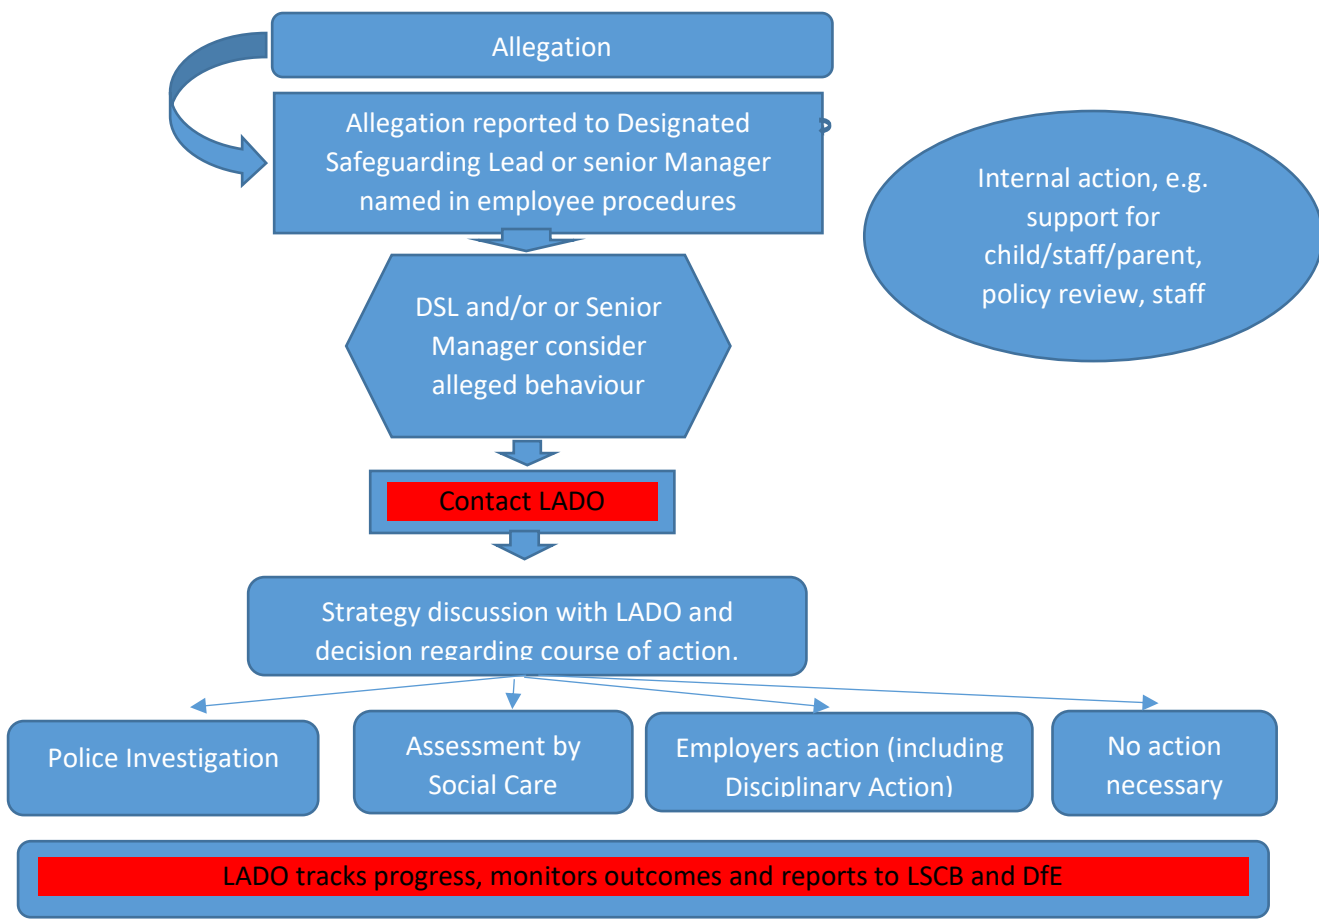 Allegation
Allegation reported to Designated
Safeguarding Lead or senior Manager
named in employee procedures
Internal action, e.g.
support for
child/staff/parent,
policy review, staff
DSL and/or or Senior
Manager consider
alleged behaviour
Contact LADO
Strategy discussion with LADO and
decision regarding course of action.
Police Investigation
Assessment by
Social Care
Employers action (including
Disciplinary Action)
No action
necessary
LADO tracks progress, monitors outcomes and reports to LSCB and DfE